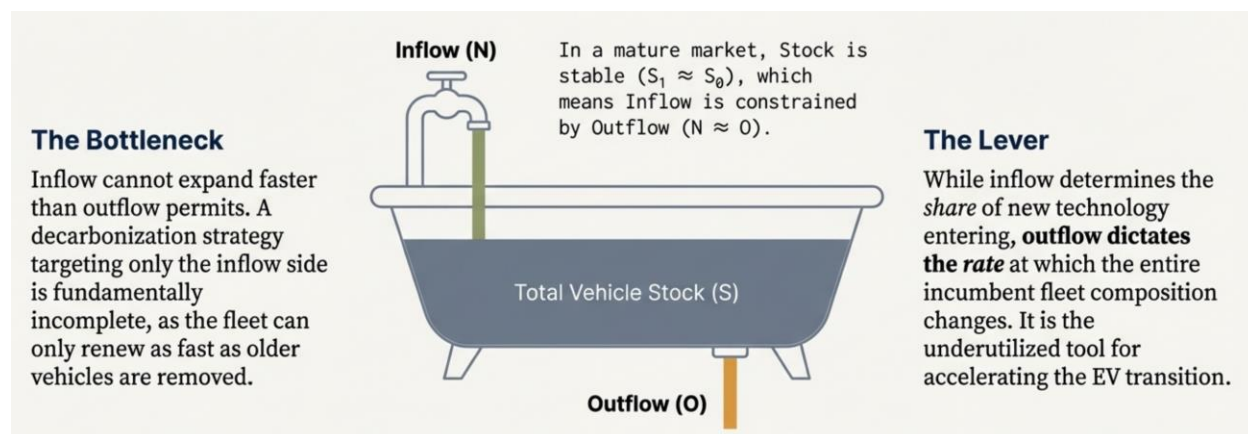 Inflow (N)
In a mature market, Stock is
stable (S₁ ≈ S₀), which
means Inflow is constrained
by Outflow (N ≈ O).
The Bottleneck
Inflow cannot expand faster
than outflow permits. A
decarbonization strategy
targeting only the inflow side
is fundamentally
incomplete, as the fleet can
only renew as fast as older
vehicles are removed.
Total Vehicle Stock (S)
Outflow (O)
The Lever
While inflow determines the
share of new technology
entering, outflow dictates
the rate at which the entire
incumbent fleet composition
changes. It is the
underutilized tool for
accelerating the EV transition.